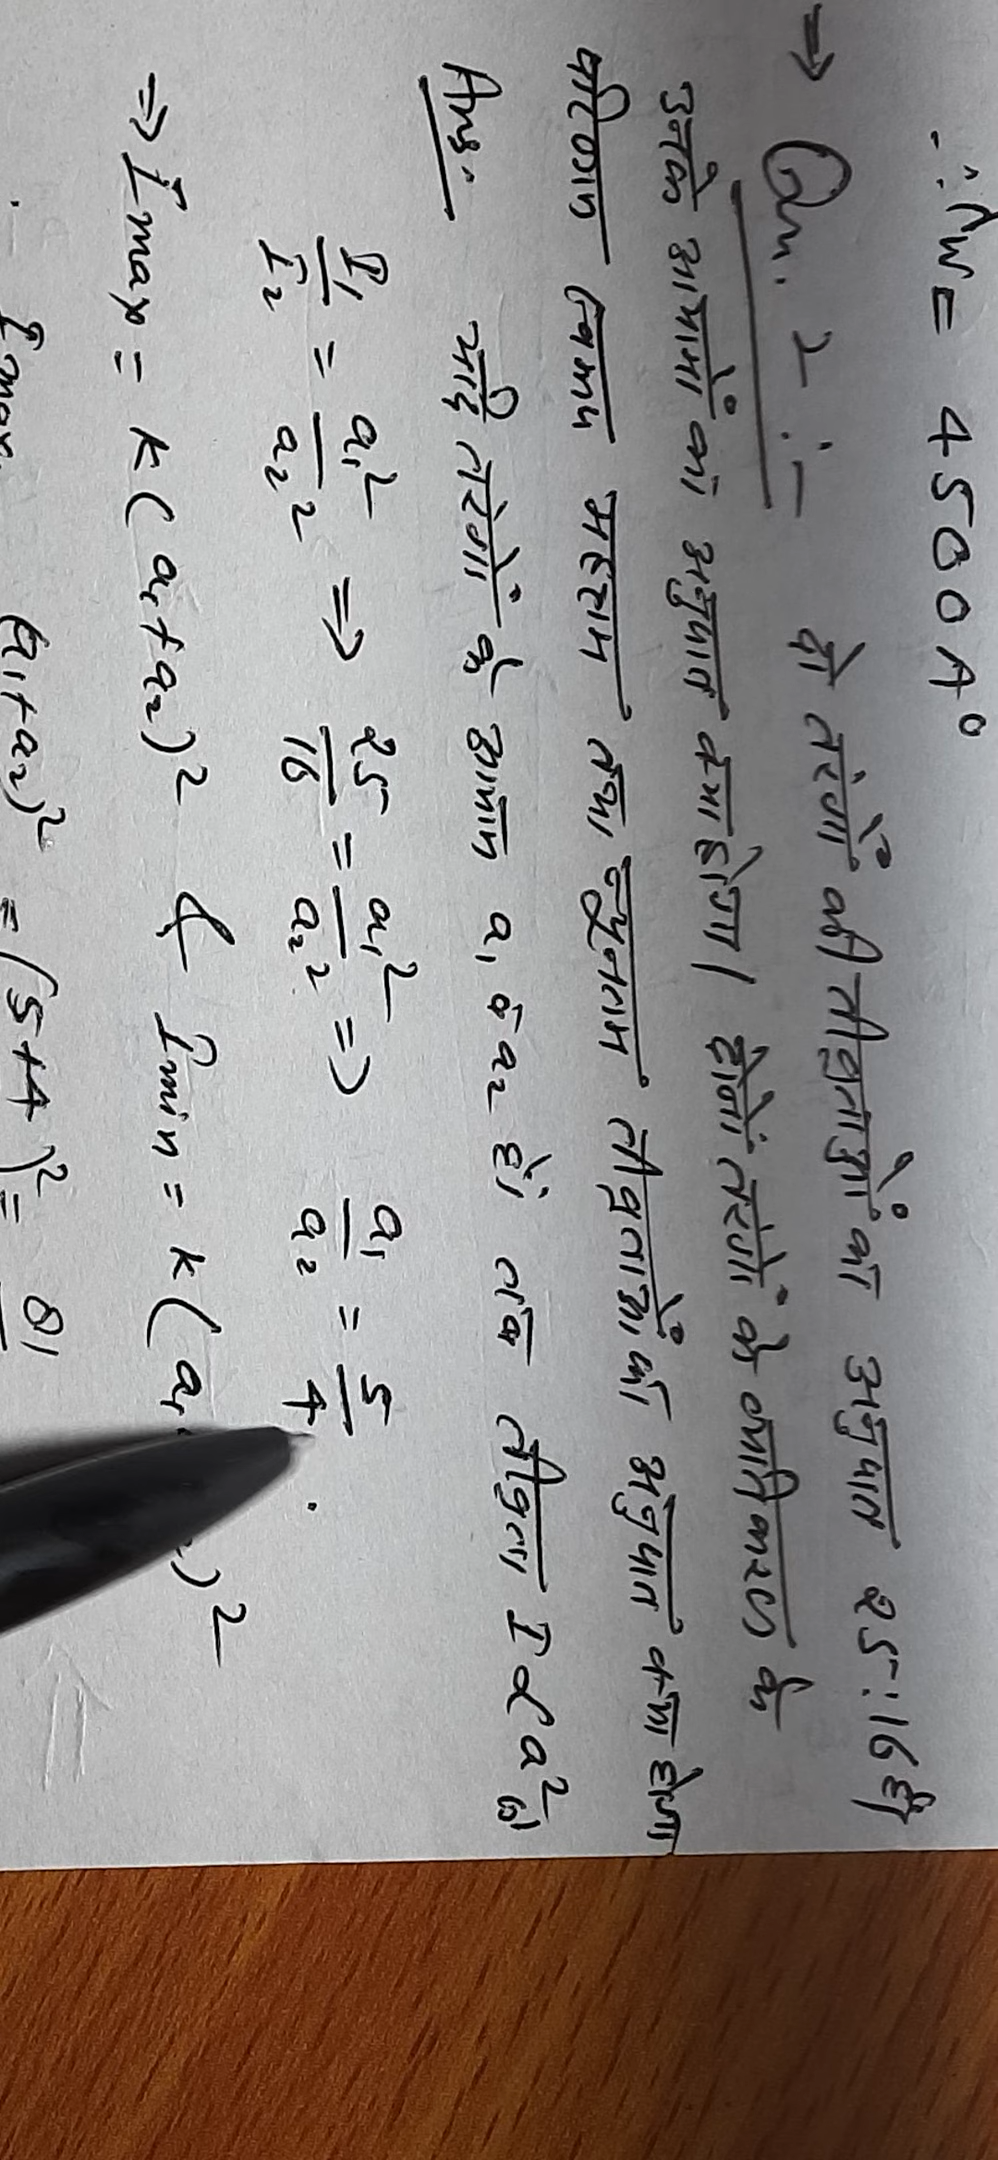 ∴ λw = 4500 A°
⇒ Qn. 2 :- दो तरंगों की तीव्रताओं का अनुपात 25:16 है
उनके आयामों का अनुपात क्या होगा। दोनों तरंगों के व्यतिकरण के
परिणाम महत्तम तथा न्युनतम तीव्रताओं का अनुपात क्या होगा
Ans:- यदि तरंगों के आयाम a₁ व a₂ हों तब तीव्रता I ∝ a²
I₁/I₂ = a₁²/a₂² ⇒ 25/16 = a₁²/a₂² ⇒ a₁/a₂ = 5/4
⇒ Imax = K(a₁+a₂)² & Imin = K(a₁ )²
Imax (a₁+a₂)² = (5+4)² = 81